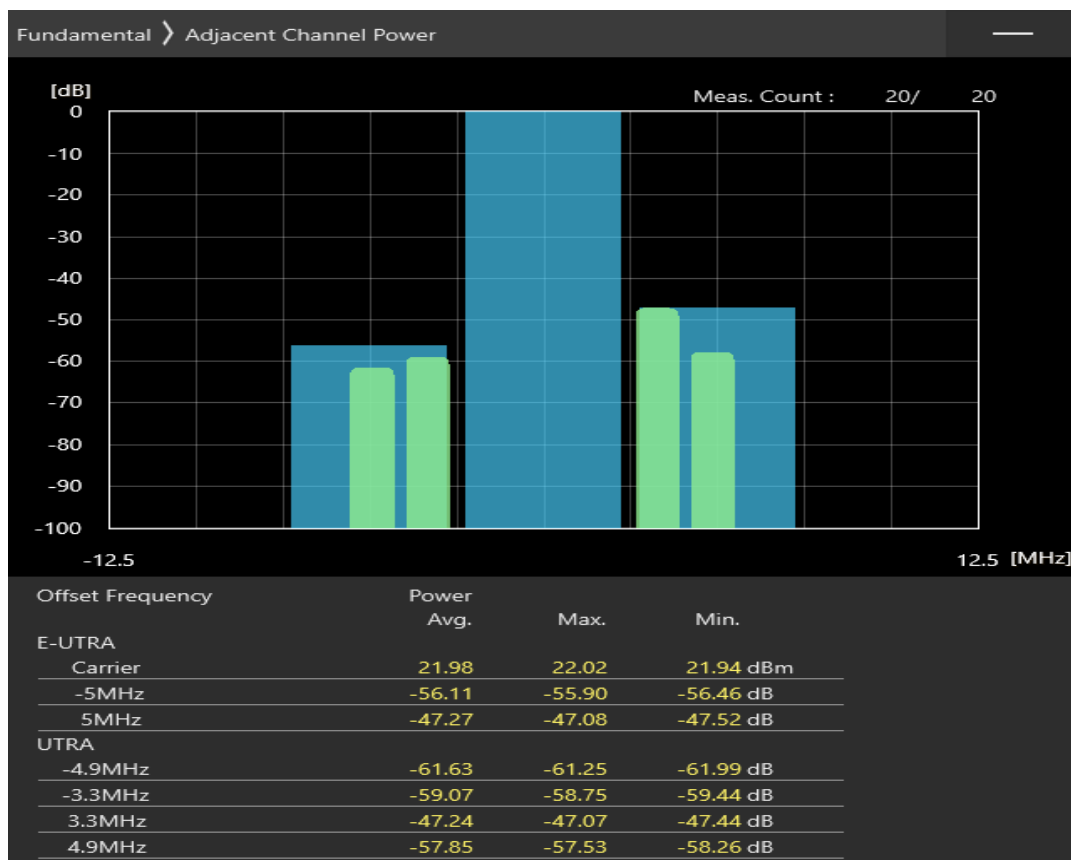 Fundamental ❯ Adjacent Channel Power
[dB]
Meas. Count : 20/ 20
0
-10
-20
-30
-40
-50
-60
-70
-80
-90
-100
-12.5 12.5 [MHz]
Offset Frequency Power
Avg. Max. Min.
E-UTRA
Carrier 21.98 22.02 21.94 dBm
-5MHz -56.11 -55.90 -56.46 dB
5MHz -47.27 -47.08 -47.52 dB
UTRA
-4.9MHz -61.63 -61.25 -61.99 dB
-3.3MHz -59.07 -58.75 -59.44 dB
3.3MHz -47.24 -47.07 -47.44 dB
4.9MHz -57.85 -57.53 -58.26 dB